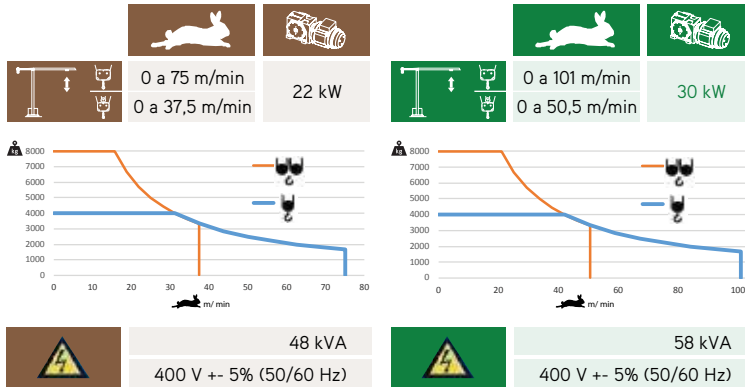 0 a 75 m/min
0 a 37,5 m/min
22 kW
kg
8000
7000
6000
5000
4000
3000
2000
1000
0
0 10 20 30 40 50 60 70 80
m/ min
48 kVA
400 V +- 5% (50/60 Hz)
0 a 101 m/min
0 a 50,5 m/min
30 kW
kg
8000
7000
6000
5000
4000
3000
2000
1000
0
0 20 40 60 80 100
m/ min
58 kVA
400 V +- 5% (50/60 Hz)